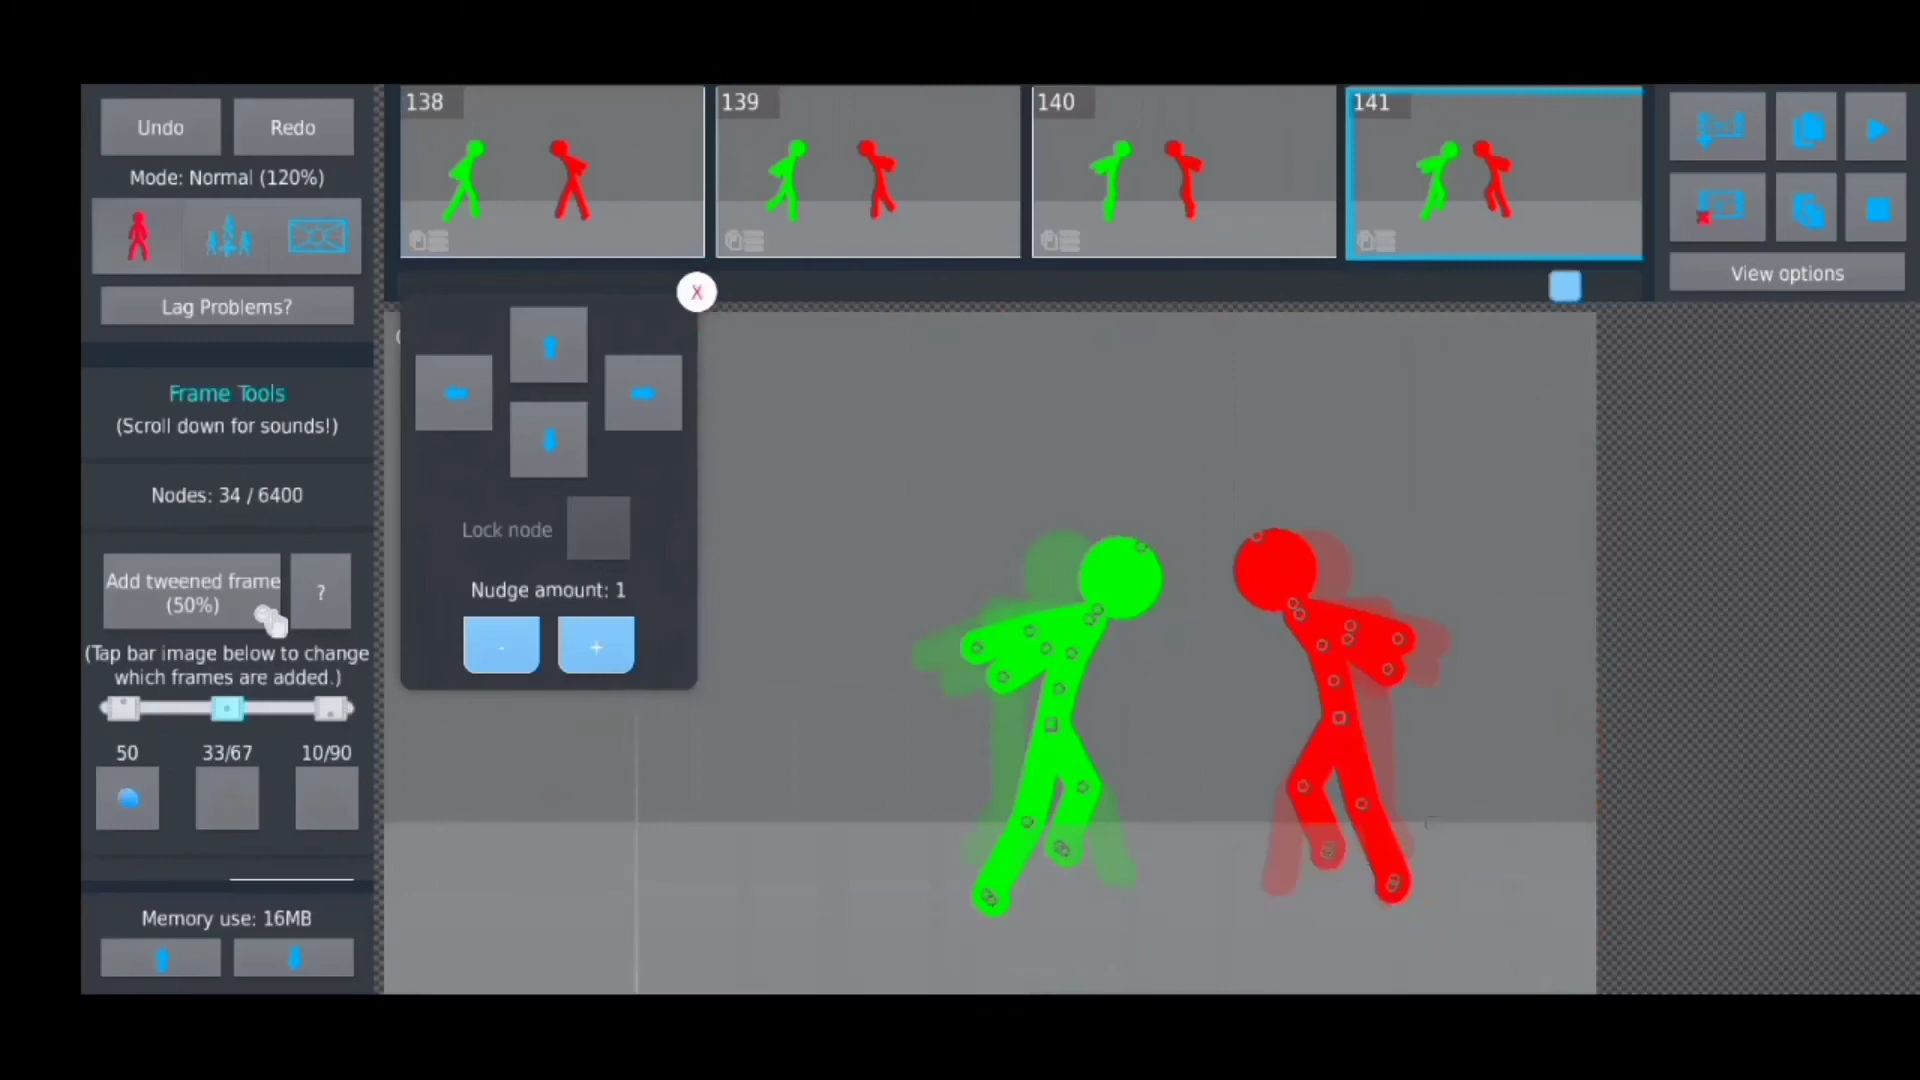 Undo
Redo
Mode: Normal (120%)
Lag Problems?
Frame Tools
(Scroll down for sounds!)
Nodes: 34 / 6400
Add tweened frame
(50%)
?
(Tap bar image below to change
which frames are added.)
50
33/67
10/90
Memory use: 16MB
138
139
140
141
View options
X
Lock node
Nudge amount: 1
-
+